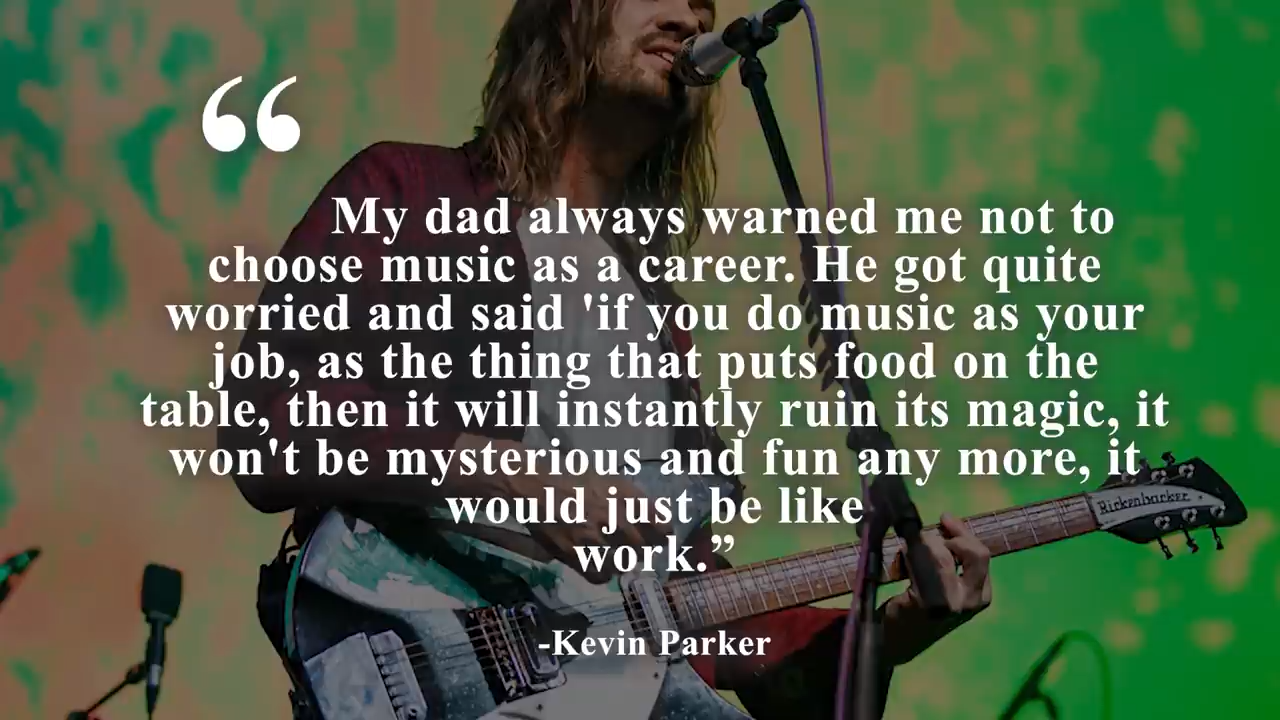 “
My dad always warned me not to
choose music as a career. He got quite
worried and said 'if you do music as your
job, as the thing that puts food on the
table, then it will instantly ruin its magic, it
won't be mysterious and fun any more, it
would just be like
work.”
Rickenbacker
-Kevin Parker